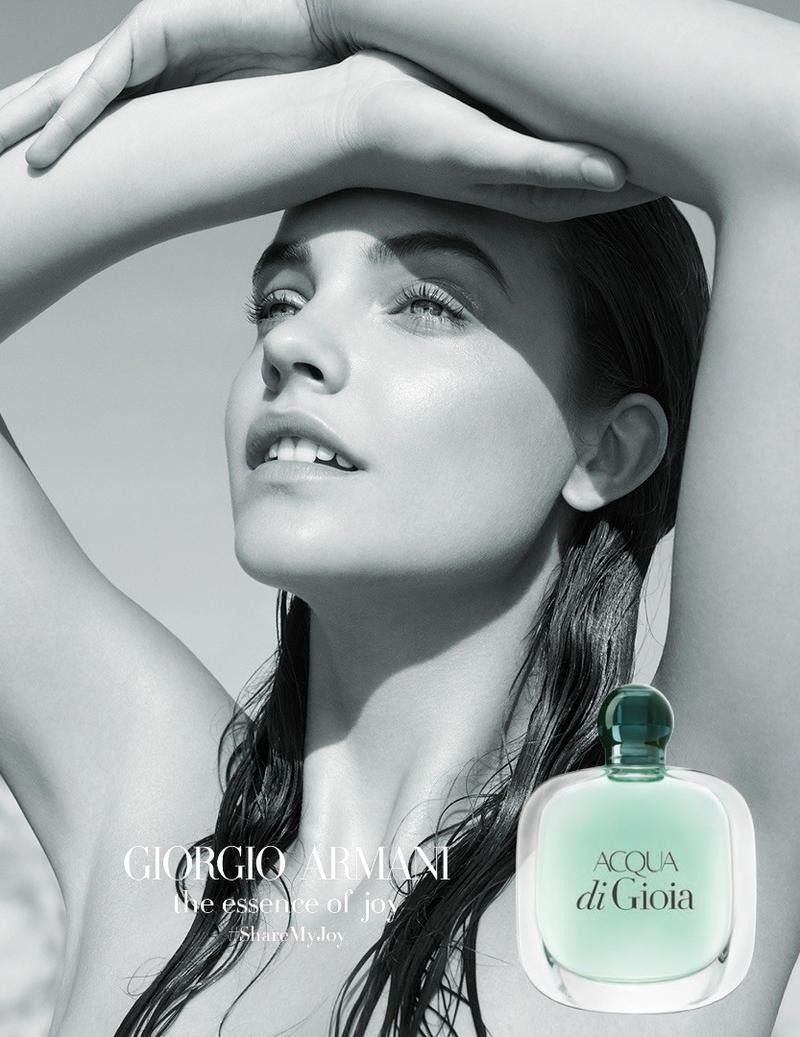 GIORGIO ARMANI
the essence of joy
#ShareMyJoy
ACQUA
di Gioia